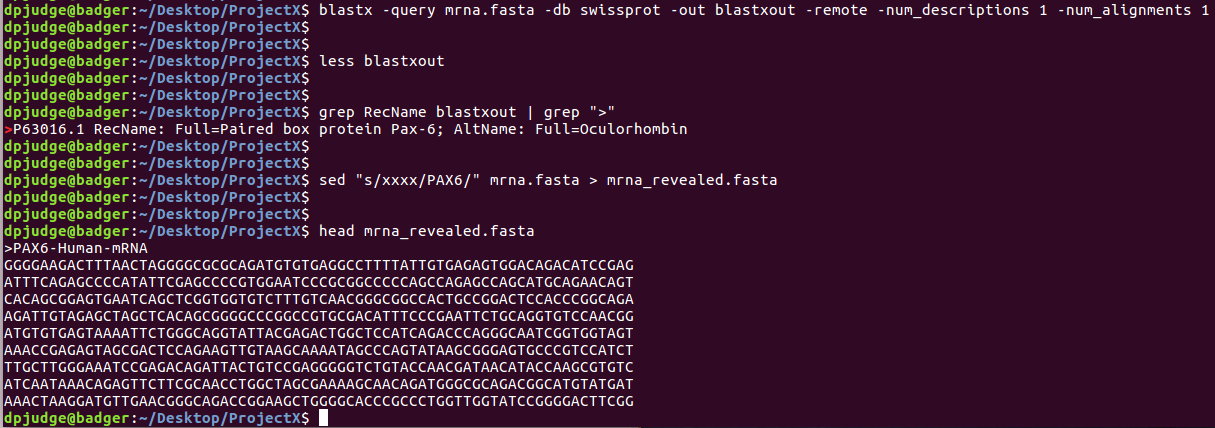 dpjudge@badger:~/Desktop/ProjectX$ blastx -query mrna.fasta -db swissprot -out blastxout -remote -num_descriptions 1 -num_alignments 1
dpjudge@badger:~/Desktop/ProjectX$
dpjudge@badger:~/Desktop/ProjectX$
dpjudge@badger:~/Desktop/ProjectX$ less blastxout
dpjudge@badger:~/Desktop/ProjectX$
dpjudge@badger:~/Desktop/ProjectX$
dpjudge@badger:~/Desktop/ProjectX$ grep RecName blastxout | grep ">"
>P63016.1 RecName: Full=Paired box protein Pax-6; AltName: Full=Oculorhombin
dpjudge@badger:~/Desktop/ProjectX$
dpjudge@badger:~/Desktop/ProjectX$
dpjudge@badger:~/Desktop/ProjectX$ sed "s/xxxx/PAX6/" mrna.fasta > mrna_revealed.fasta
dpjudge@badger:~/Desktop/ProjectX$
dpjudge@badger:~/Desktop/ProjectX$
dpjudge@badger:~/Desktop/ProjectX$ head mrna_revealed.fasta
>PAX6-Human-mRNA
GGGGAAGACTTTAACTAGGGGCGCGCAGATGTGTGAGGCCTTTTATTGTGAGAGTGGACAGACATCCGAG
ATTTCAGAGCCCCATATTCGAGCCCCGTGGAATCCCGCGGCCCCCAGCCAGAGCCAGCATGCAGAACAGT
CACAGCGGAGTGAATCAGCTCGGTGGTGTCTTTGTCAACGGGCGGCCACTGCCGGACTCCACCCGGCAGA
AGATTGTAGAGCTAGCTCACAGCGGGGCCCGGCCGTGCGACATTTCCCGAATTCTGCAGGTGTCCAACGG
ATGTGTGAGTAAAATTCTGGGCAGGTATTACGAGACTGGCTCCATCAGACCCAGGGCAATCGGTGGTAGT
AAACCGAGAGTAGCGACTCCAGAAGTTGTAAGCAAAATAGCCCAGTATAAGCGGGAGTGCCCGTCCATCT
TTGCTTGGGAAATCCGAGACAGATTACTGTCCGAGGGGGTCTGTACCAACGATAACATACCAAGCGTGTC
ATCAATAAACAGAGTTCTTCGCAACCTGGCTAGCGAAAAGCAACAGATGGGCGCAGACGGCATGTATGAT
AAACTAAGGATGTTGAACGGGCAGACCGGAAGCTGGGGCACCCGCCCTGGTTGGTATCCGGGGACTTCGG
dpjudge@badger:~/Desktop/ProjectX$